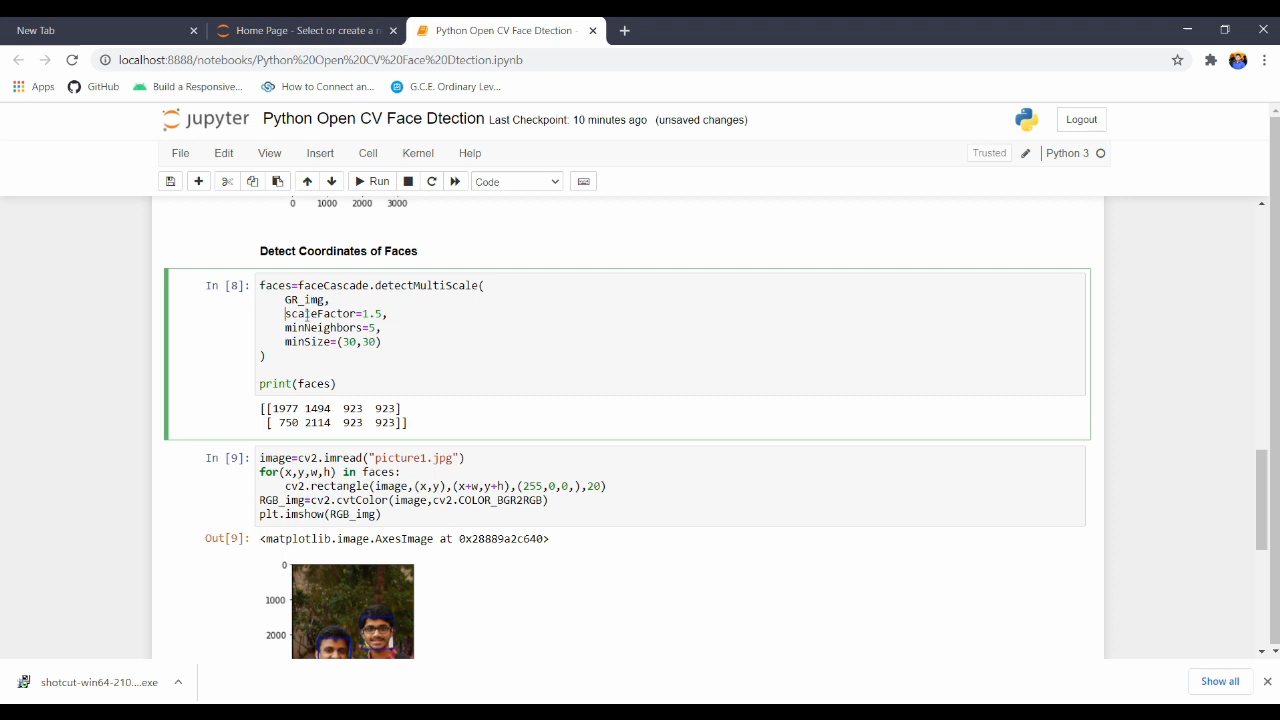 New Tab
Home Page - Select or create a n
Python Open CV Face Dtection -
localhost:8888/notebooks/Python%20Open%20CV%20Face%20Dtection.ipynb
Apps GitHub Build a Responsive... How to Connect an... G.C.E. Ordinary Lev...
jupyter Python Open CV Face Dtection Last Checkpoint: 10 minutes ago (unsaved changes) Logout
File Edit View Insert Cell Kernel Help Trusted Python 3
Run Code
0 1000 2000 3000
Detect Coordinates of Faces
In [8]: faces=faceCascade.detectMultiScale(
GR_img,
scaleFactor=1.5,
minNeighbors=5,
minSize=(30,30)
)
print(faces)
[[1977 1494 923 923]
[ 750 2114 923 923]]
In [9]: image=cv2.imread("picture1.jpg")
for(x,y,w,h) in faces:
cv2.rectangle(image,(x,y),(x+w,y+h),(255,0,0,),20)
RGB_img=cv2.cvtColor(image,cv2.COLOR_BGR2RGB)
plt.imshow(RGB_img)
Out[9]: <matplotlib.image.AxesImage at 0x28889a2c640>
0
1000
2000
shotcut-win64-210....exe Show all